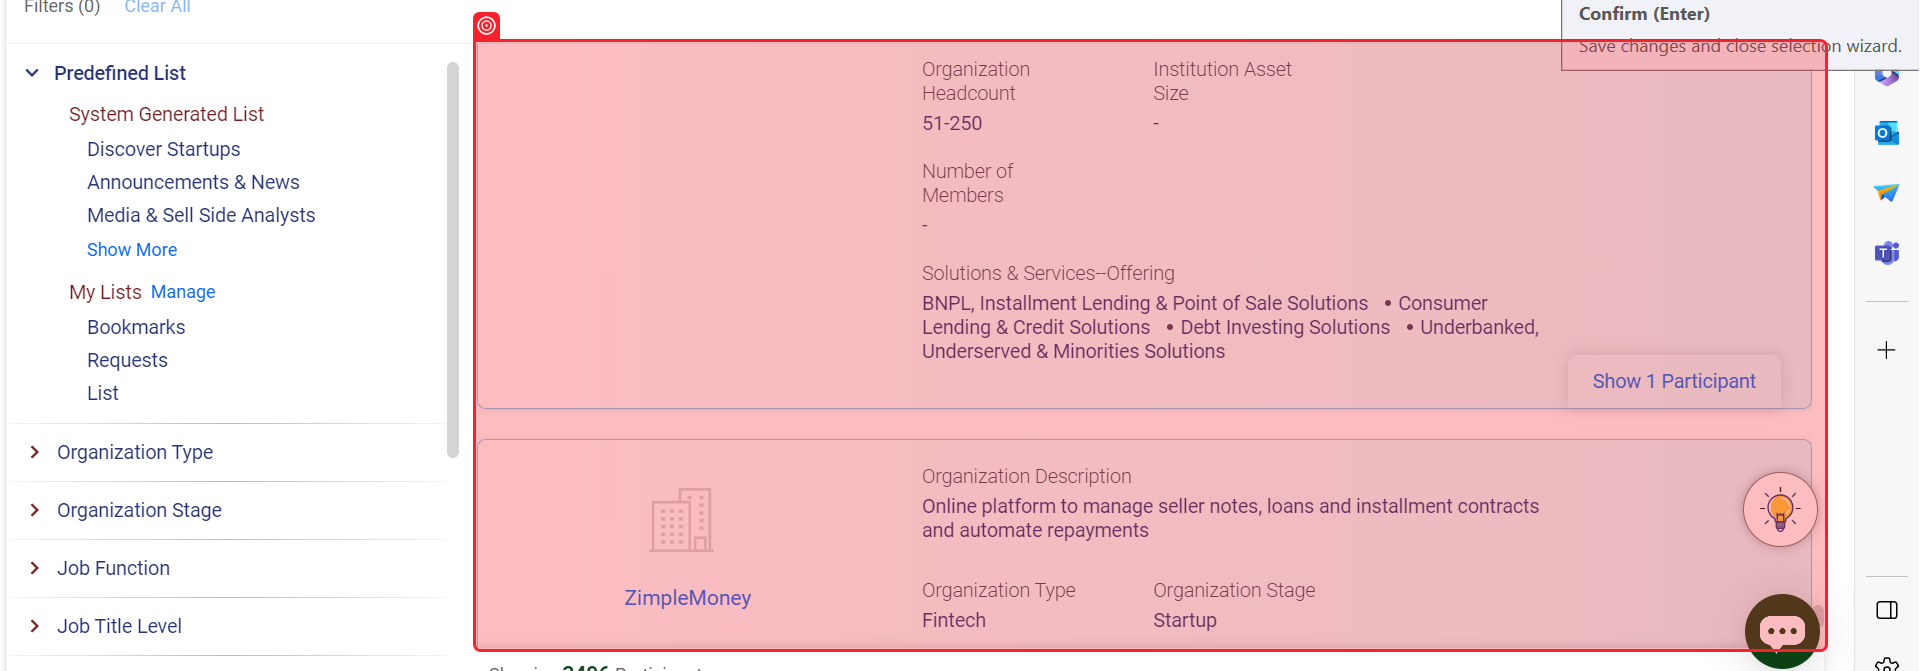 Filters (0) Clear All
Predefined List
System Generated List
Discover Startups
Announcements & News
Media & Sell Side Analysts
Show More
My Lists Manage
Bookmarks
Requests
List
Organization Type
Organization Stage
Job Function
Job Title Level
Confirm (Enter)
Save changes and close selection wizard.
Organization Headcount
51-250
Institution Asset Size
-
Number of
Members
-
Solutions & Services--Offering
BNPL, Installment Lending & Point of Sale Solutions • Consumer
Lending & Credit Solutions • Debt Investing Solutions • Underbanked,
Underserved & Minorities Solutions
Show 1 Participant
ZimpleMoney
Organization Description
Online platform to manage seller notes, loans and installment contracts
and automate repayments
Organization Type
Fintech
Organization Stage
Startup